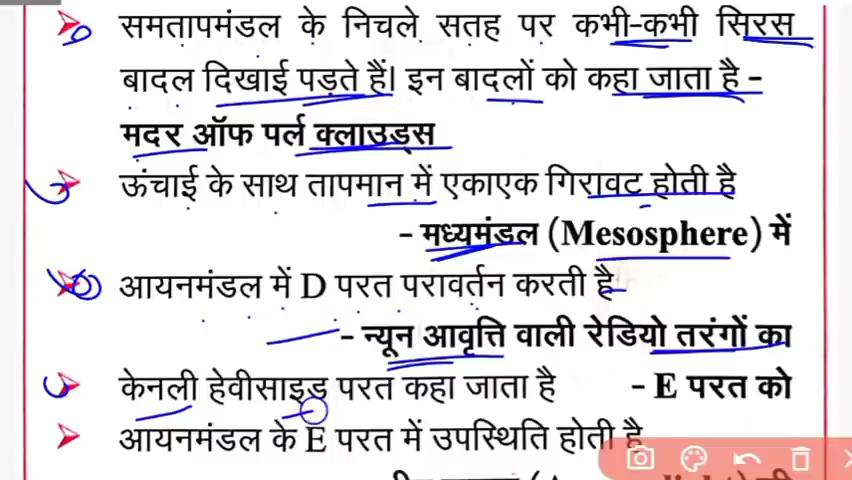 समतापमंडल के निचले सतह पर कभी-कभी सिरस
बादल दिखाई पड़ते हैं। इन बादलों को कहा जाता है -
मदर ऑफ पर्ल क्लाउड्स
ऊंचाई के साथ तापमान में एकाएक गिरावट होती है
- मध्यमंडल (Mesosphere) में
आयनमंडल में D परत परावर्तन करती है-
- न्यून आवृत्ति वाली रेडियो तरंगों का
केनली हेवीसाइड परत कहा जाता है - E परत को
आयनमंडल के E परत में उपस्थिति होती है